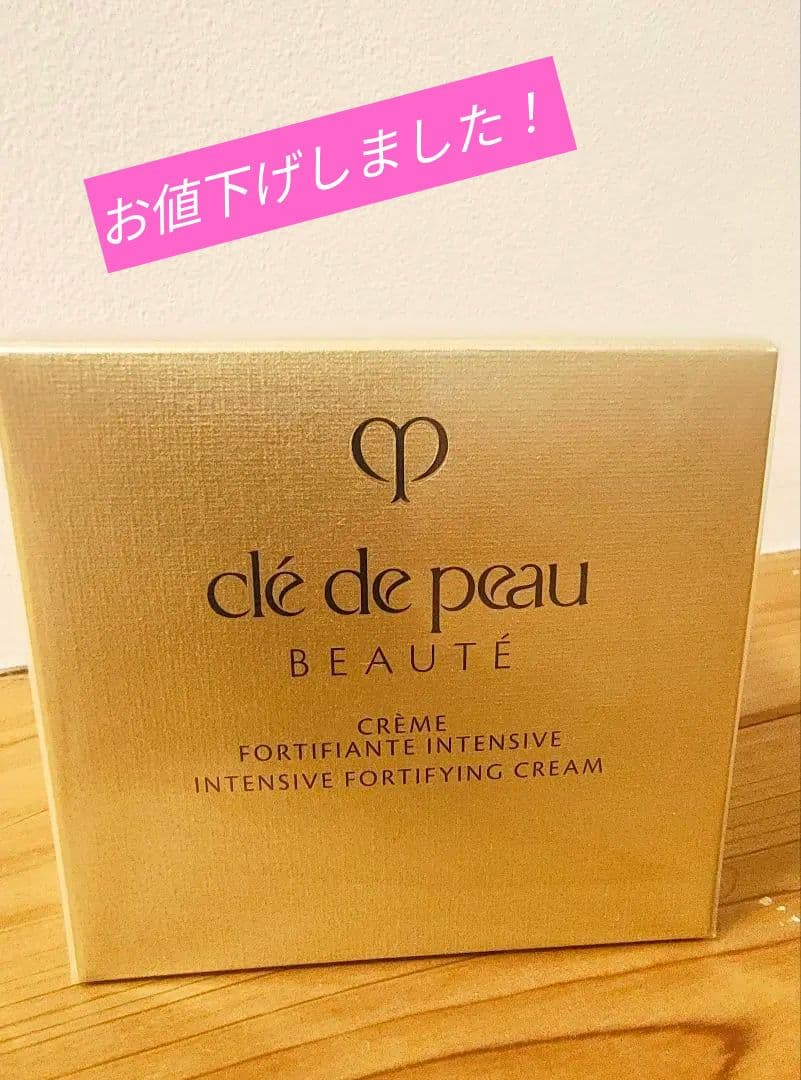 お値下げしました！
clé de peau
BEAUTÉ
CRÈME
FORTIFIANTE INTENSIVE
INTENSIVE FORTIFYING CREAM